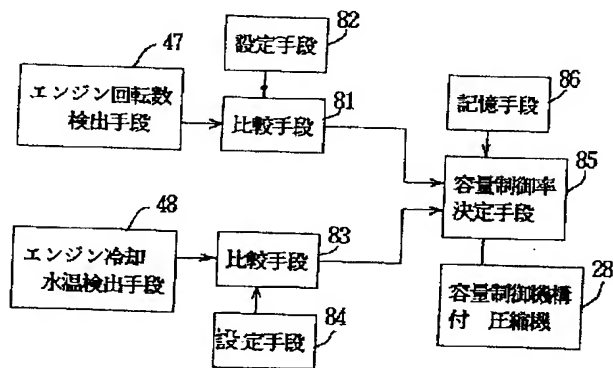 47
エンジン回転数
検出手段
82
設定手段
81
比較手段
86
記憶手段
85
容量制御率
決定手段
48
エンジン冷却
水温検出手段
83
比較手段
84
設定手段
28
容量制御機構
付 圧縮機